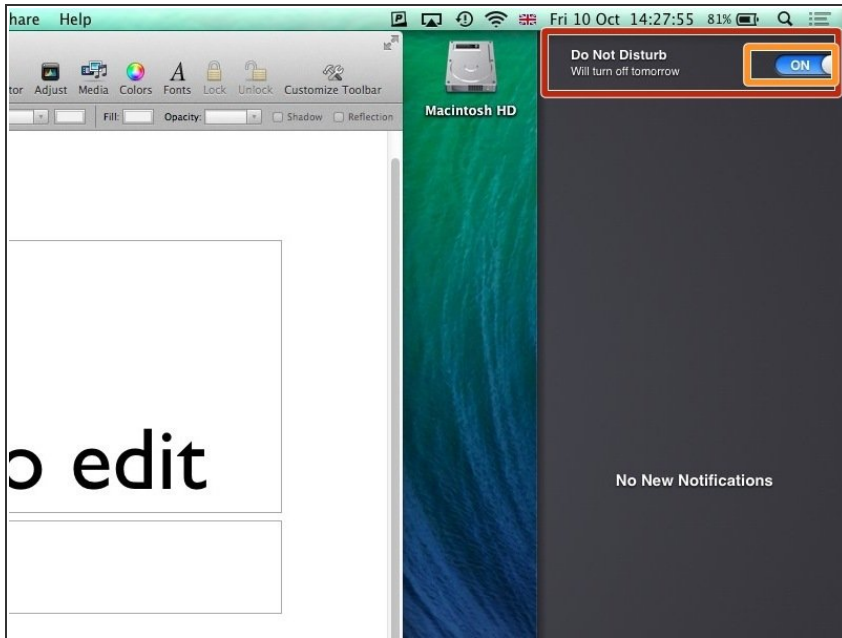 hare Help
Fri 10 Oct 14:27:55 81%
tor Adjust Media Colors Fonts Lock Unlock Customize Toolbar
Fill: Opacity: Shadow Reflection
Macintosh HD
Do Not Disturb
Will turn off tomorrow
ON
o edit
No New Notifications